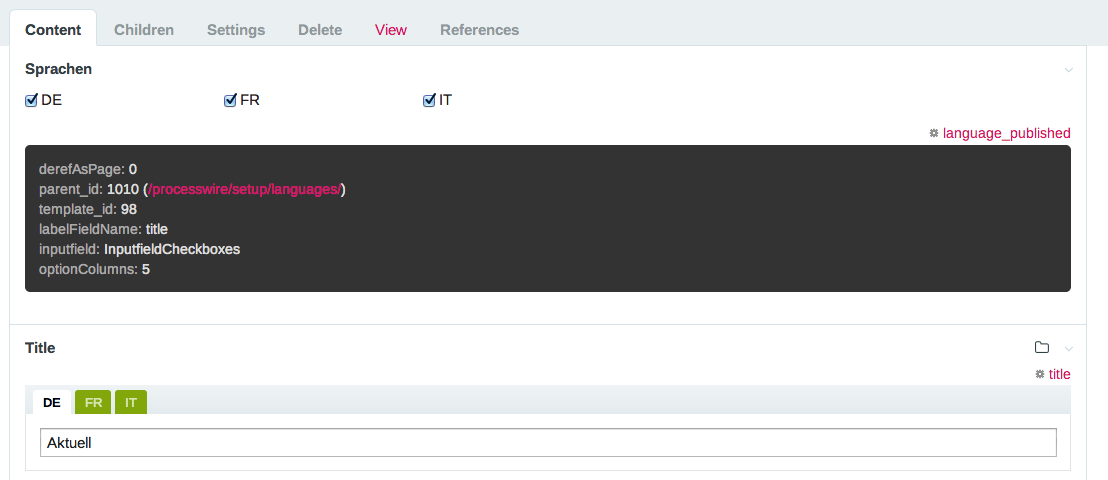 Content Children Settings Delete View References
Sprachen
DE FR IT
language_published
derefAsPage: 0
parent_id: 1010 (/processwire/setup/languages/)
template_id: 98
labelFieldName: title
inputfield: InputfieldCheckboxes
optionColumns: 5
Title
title
DE FR IT
Aktuell